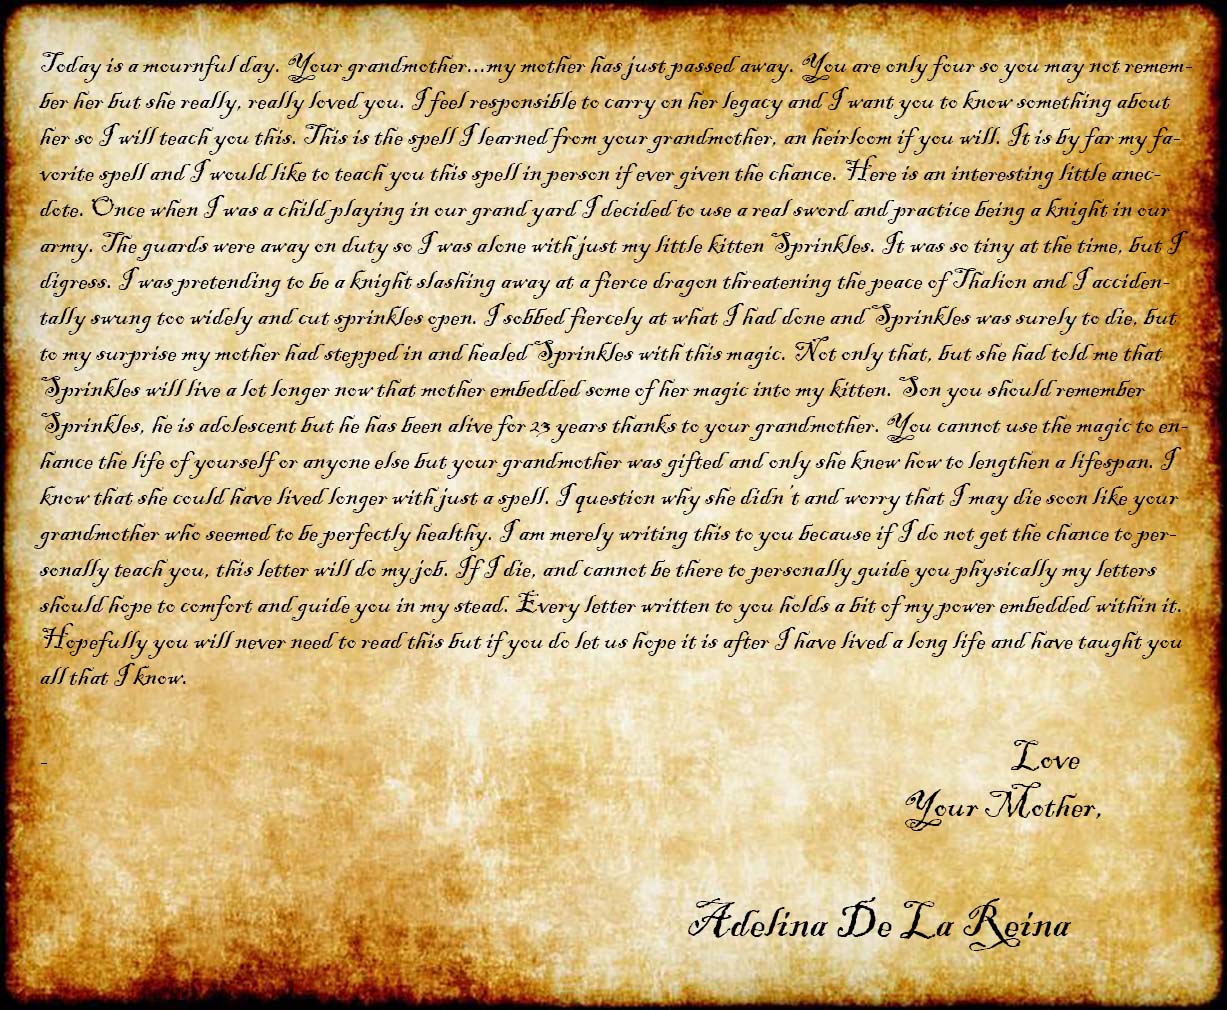 Today is a mournful day. Your grandmother...my mother has just passed away. You are only four so you may not remem-
ber her but she really, really loved you. I feel responsible to carry on her legacy and I want you to know something about
her so I will teach you this. This is the spell I learned from your grandmother, an heirloom if you will. It is by far my fa-
vorite spell and I would like to teach you this spell in person if ever given the chance. Here is an interesting little anec-
dote. Once when I was a child playing in our grand yard I decided to use a real sword and practice being a knight in our
army. The guards were away on duty so I was alone with just my little kitten Sprinkles. It was so tiny at the time, but I
digress. I was pretending to be a knight slashing away at a fierce dragon threatening the peace of Thalion and I acciden-
tally swung too widely and cut sprinkles open. I sobbed fiercely at what I had done and Sprinkles was surely to die, but
to my surprise my mother had stepped in and healed Sprinkles with this magic. Not only that, but she had told me that
Sprinkles will live a lot longer now that mother embedded some of her magic into my kitten. Son you should remember
Sprinkles, he is adolescent but he has been alive for 23 years thanks to your grandmother. You cannot use the magic to en-
hance the life of yourself or anyone else but your grandmother was gifted and only she knew how to lengthen a lifespan. I
know that she could have lived longer with just a spell. I question why she didn't and worry that I may die soon like your
grandmother who seemed to be perfectly healthy. I am merely writing this to you because if I do not get the chance to per-
sonally teach you, this letter will do my job. If I die, and cannot be there to personally guide you physically my letters
should hope to comfort and guide you in my stead. Every letter written to you holds a bit of my power embedded within it.
Hopefully you will never need to read this but if you do let us hope it is after I have lived a long life and have taught you
all that I know.
-
Love
Your Mother,
Adelina De La Reina